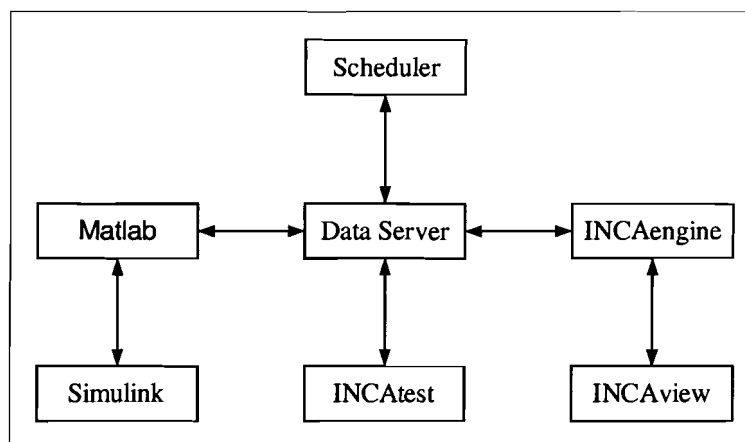 Scheduler
Matlab
Data Server
INCAengine
Simulink
INCAtest
INCAview